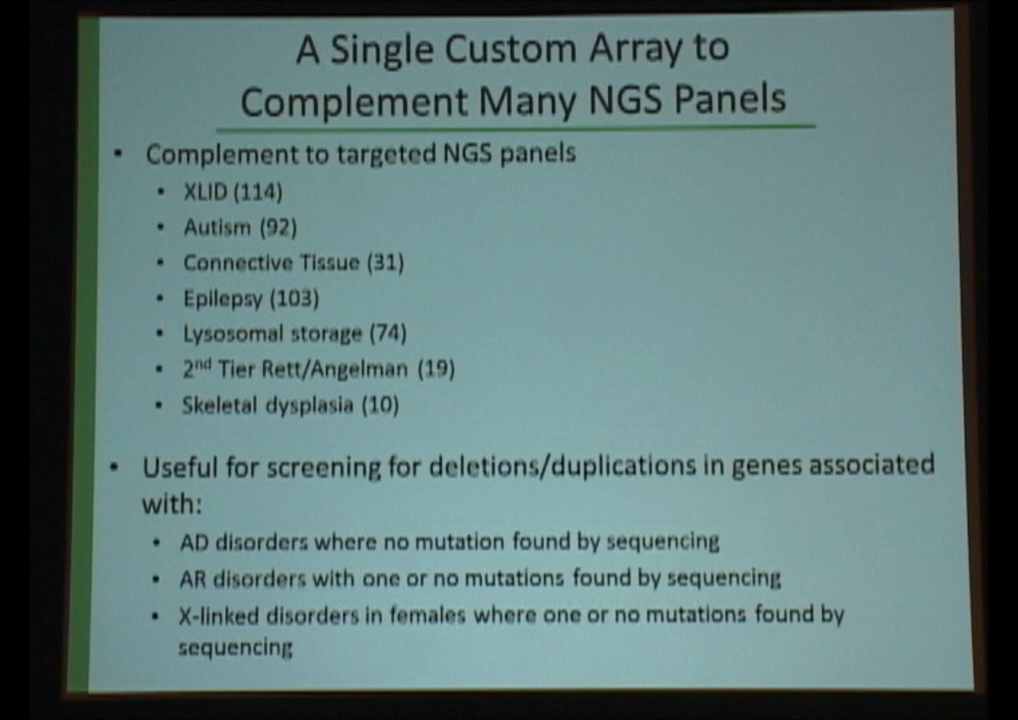 A Single Custom Array to
Complement Many NGS Panels
• Complement to targeted NGS panels
• XLID (114)
• Autism (92)
• Connective Tissue (31)
• Epilepsy (103)
• Lysosomal storage (74)
• 2nd Tier Rett/Angelman (19)
• Skeletal dysplasia (10)
• Useful for screening for deletions/duplications in genes associated
with:
• AD disorders where no mutation found by sequencing
• AR disorders with one or no mutations found by sequencing
• X-linked disorders in females where one or no mutations found by
sequencing